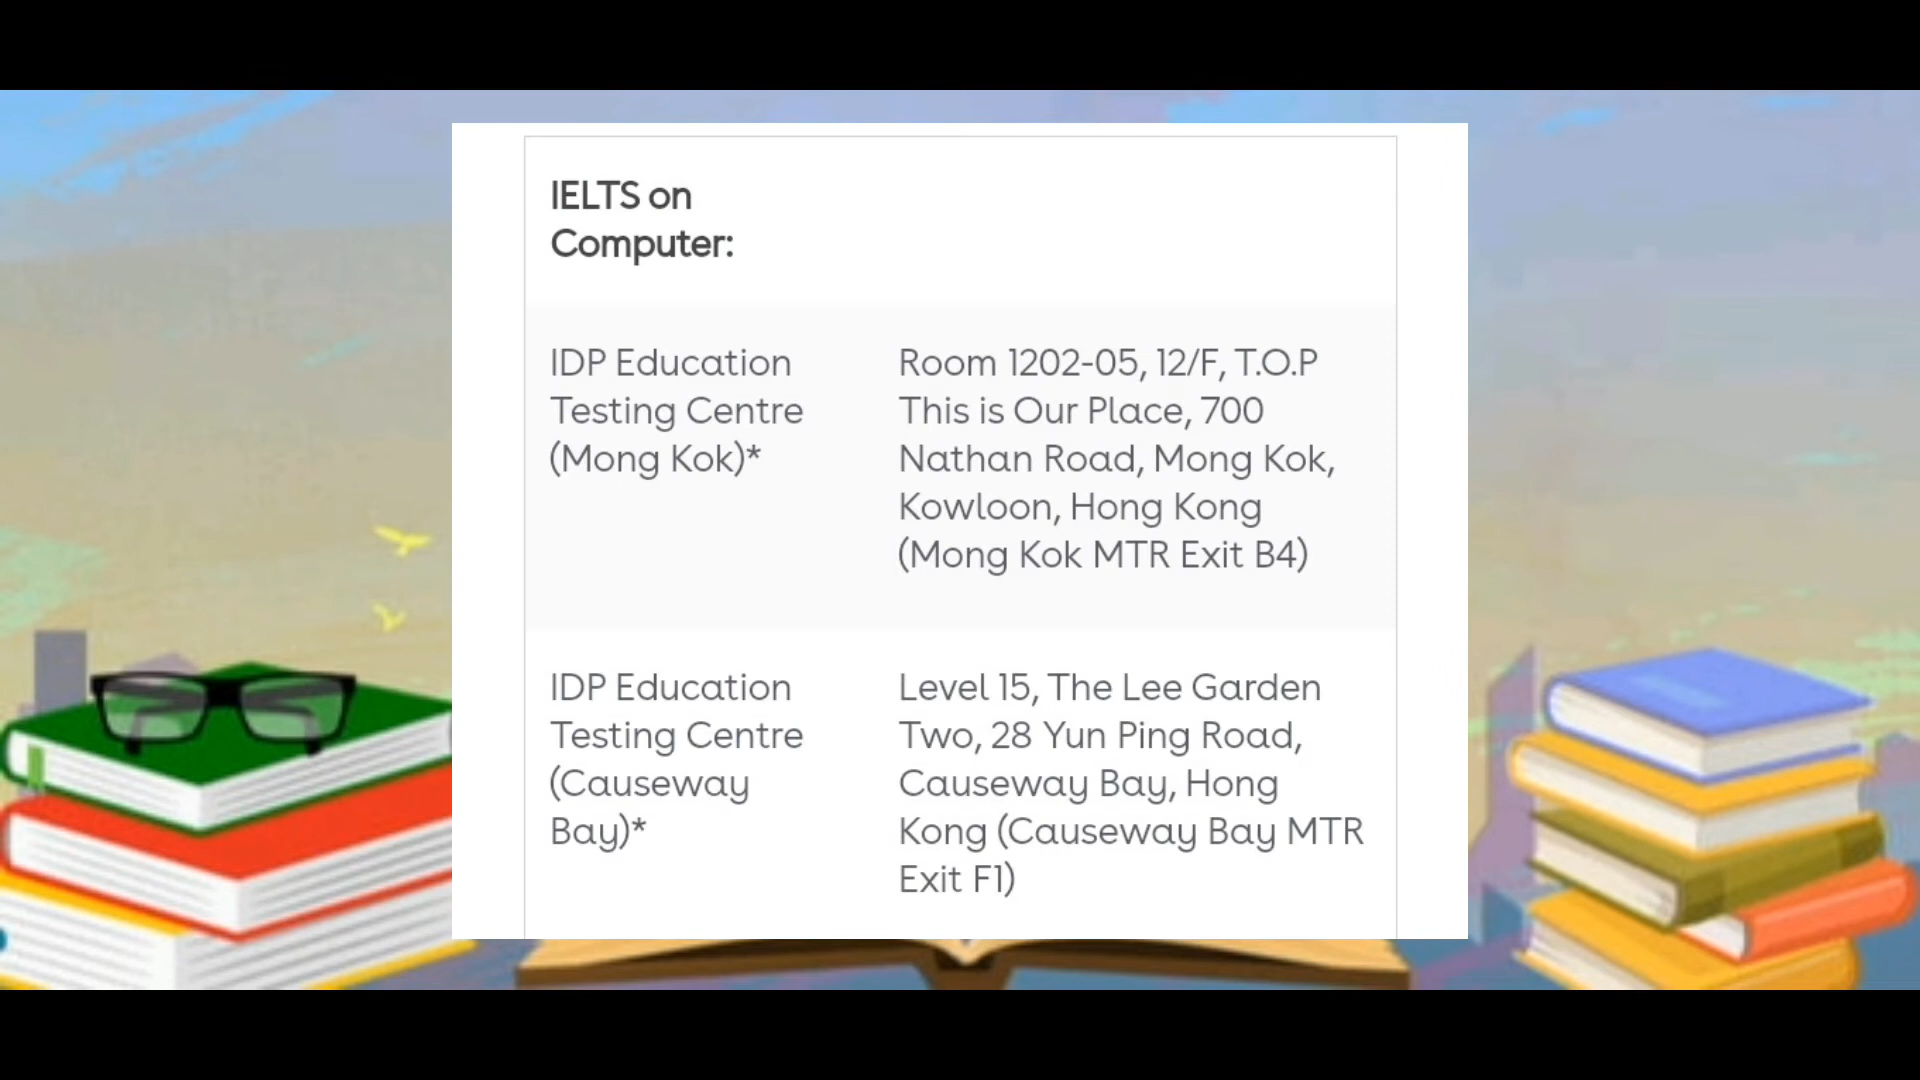 IELTS on
Computer:
IDP Education
Testing Centre
(Mong Kok)*
Room 1202-05, 12/F, T.O.P
This is Our Place, 700
Nathan Road, Mong Kok,
Kowloon, Hong Kong
(Mong Kok MTR Exit B4)
IDP Education
Testing Centre
(Causeway
Bay)*
Level 15, The Lee Garden
Two, 28 Yun Ping Road,
Causeway Bay, Hong
Kong (Causeway Bay MTR
Exit F1)